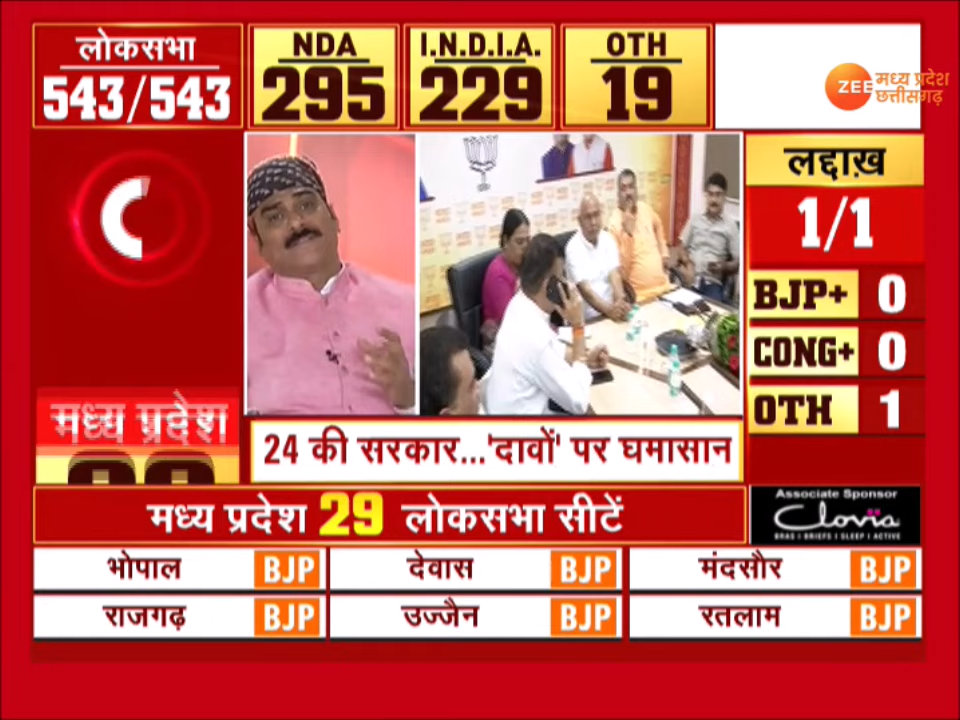 लोकसभा
543/543
NDA
295
I.N.D.I.A.
229
OTH
19
ZEE मध्य प्रदेश
छत्तीसगढ़
लद्दाख़
1/1
BJP+ 0
CONG+ 0
OTH 1
मध्य प्रदेश
24 की सरकार...'दावों' पर घमासान
मध्य प्रदेश 29 लोकसभा सीटें
Associate Sponsor
Clovia
BRAS | BRIEFS | SLEEP | ACTIVE
भोपाल BJP देवास BJP मंदसौर BJP
राजगढ़ BJP उज्जैन BJP रतलाम BJP